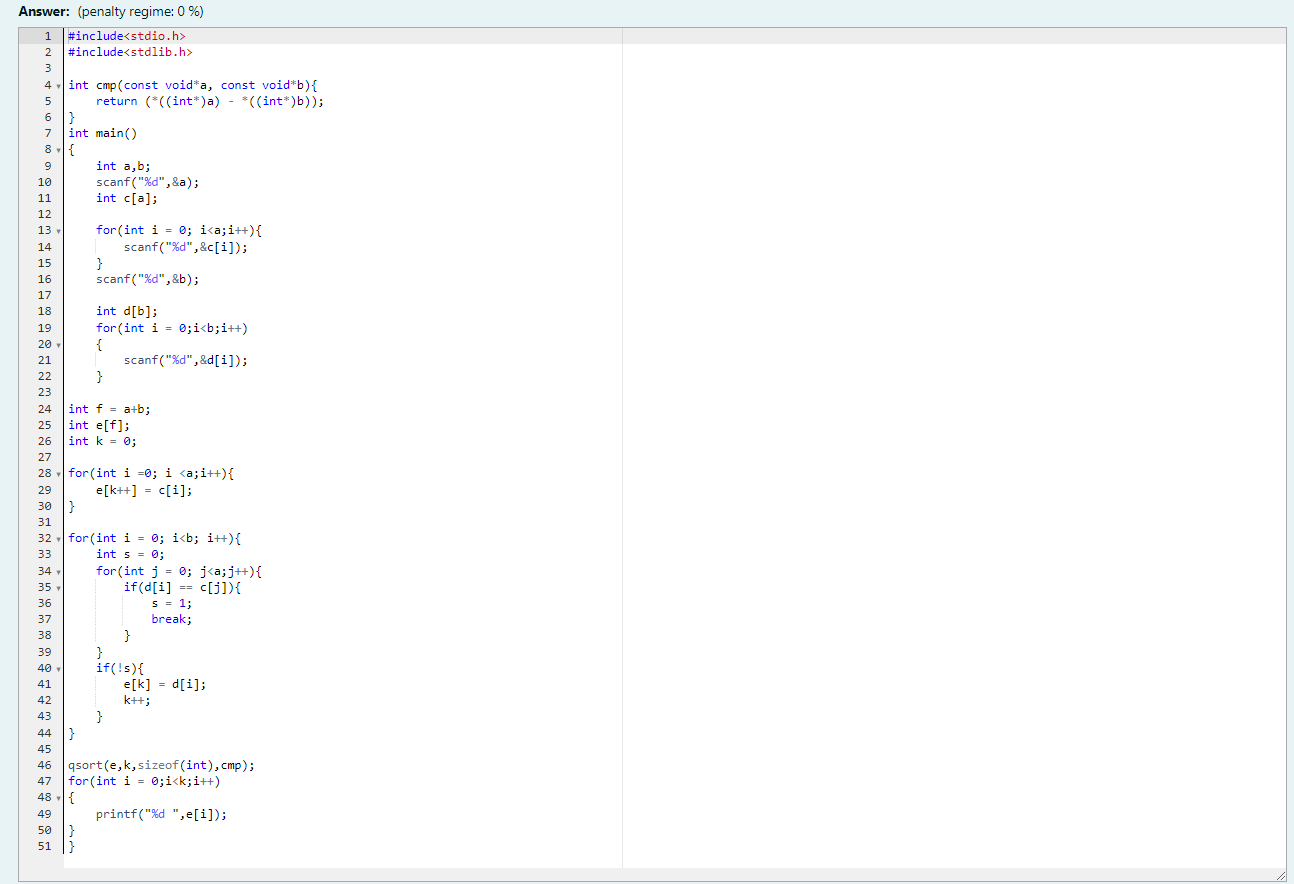 Answer: (penalty regime: 0 %)
1 #include<stdio.h>
2 #include<stdlib.h>
3
4 int cmp(const void*a, const void*b){
5     return (*((int*)a) - *((int*)b));
6 }
7 int main()
8 {
9     int a,b;
10     scanf("%d",&a);
11     int c[a];
12
13     for(int i = 0; i<a;i++){
14         scanf("%d",&c[i]);
15     }
16     scanf("%d",&b);
17
18     int d[b];
19     for(int i = 0;i<b;i++)
20     {
21         scanf("%d",&d[i]);
22     }
23
24 int f = a+b;
25 int e[f];
26 int k = 0;
27
28 for(int i =0; i <a;i++){
29     e[k++] = c[i];
30 }
31
32 for(int i = 0; i<b; i++){
33     int s = 0;
34     for(int j = 0; j<a;j++){
35         if(d[i] == c[j]){
36             s = 1;
37             break;
38         }
39     }
40     if(!s){
41         e[k] = d[i];
42         k++;
43     }
44 }
45
46 qsort(e,k,sizeof(int),cmp);
47 for(int i = 0;i<k;i++)
48 {
49     printf("%d ",e[i]);
50 }
51 }